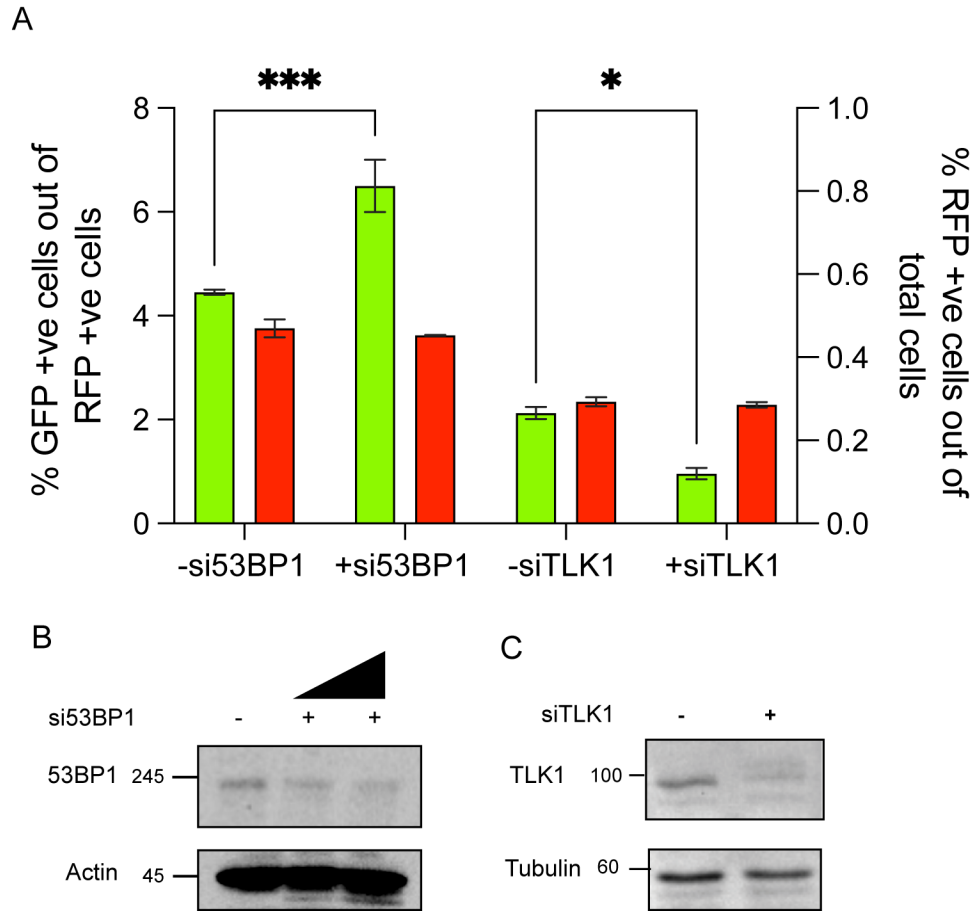 A
*** *
8 1.0
6 0.8
0.6
4 0.4
2 0.2
0 0.0
% GFP +ve cells out of
RFP +ve cells
% RFP +ve cells out of
total cells
-si53BP1 +si53BP1 -siTLK1 +siTLK1
B
si53BP1 - + +
53BP1 245
Actin 45
C
siTLK1 - +
TLK1 100
Tubulin 60